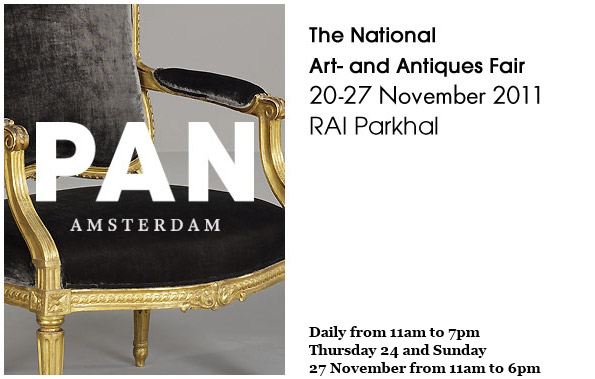 PAN
AMSTERDAM
The National
Art- and Antiques Fair
20-27 November 2011
RAI Parkhal
Daily from 11am to 7pm
Thursday 24 and Sunday
27 November from 11am to 6pm